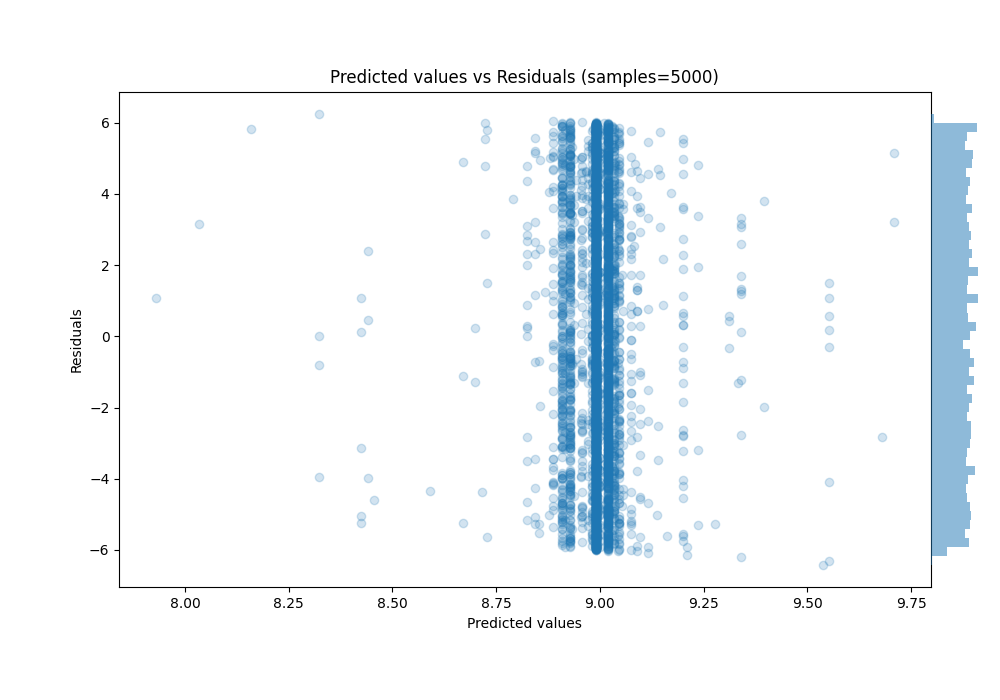 Predicted values vs Residuals (samples=5000)
6
4
2
0
−2
−4
−6
Residuals
8.00 8.25 8.50 8.75 9.00 9.25 9.50 9.75
Predicted values